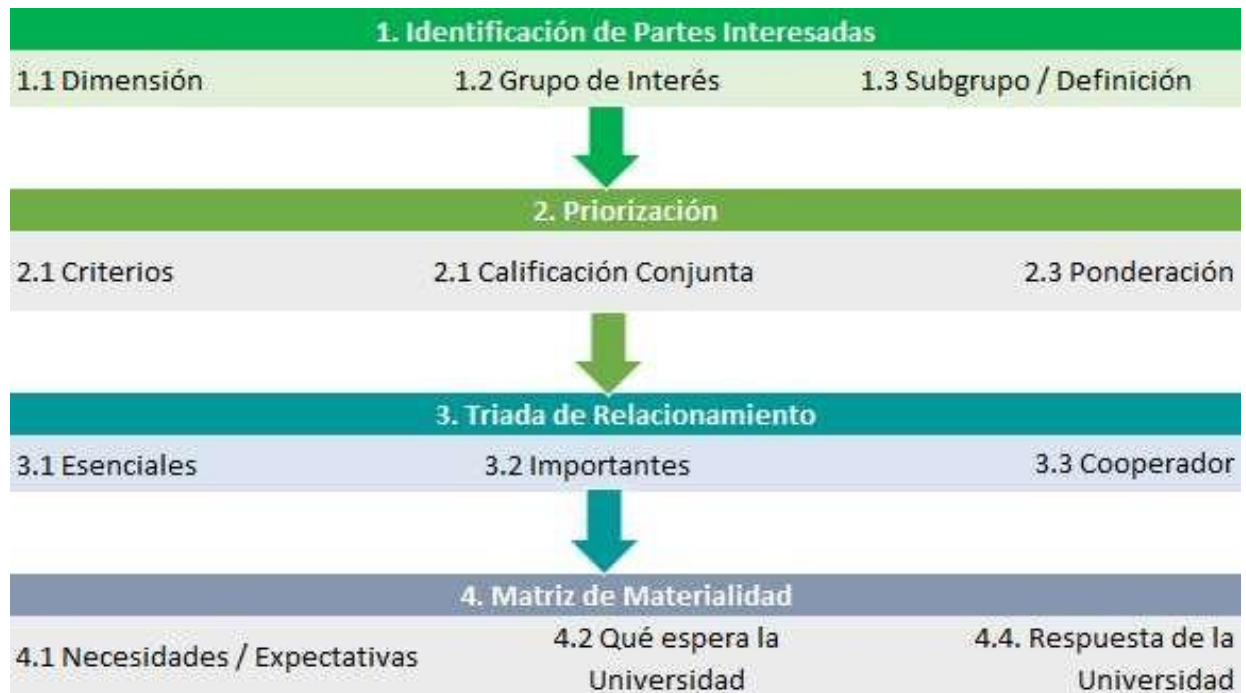 1. Identificación de Partes Interesadas
1.1 Dimensión 1.2 Grupo de Interés 1.3 Subgrupo / Definición
2. Priorización
2.1 Criterios 2.1 Calificación Conjunta 2.3 Ponderación
3. Triada de Relacionamiento
3.1 Esenciales 3.2 Importantes 3.3 Cooperador
4. Matriz de Materialidad
4.1 Necesidades / Expectativas
4.2 Qué espera la
Universidad
4.4. Respuesta de la
Universidad